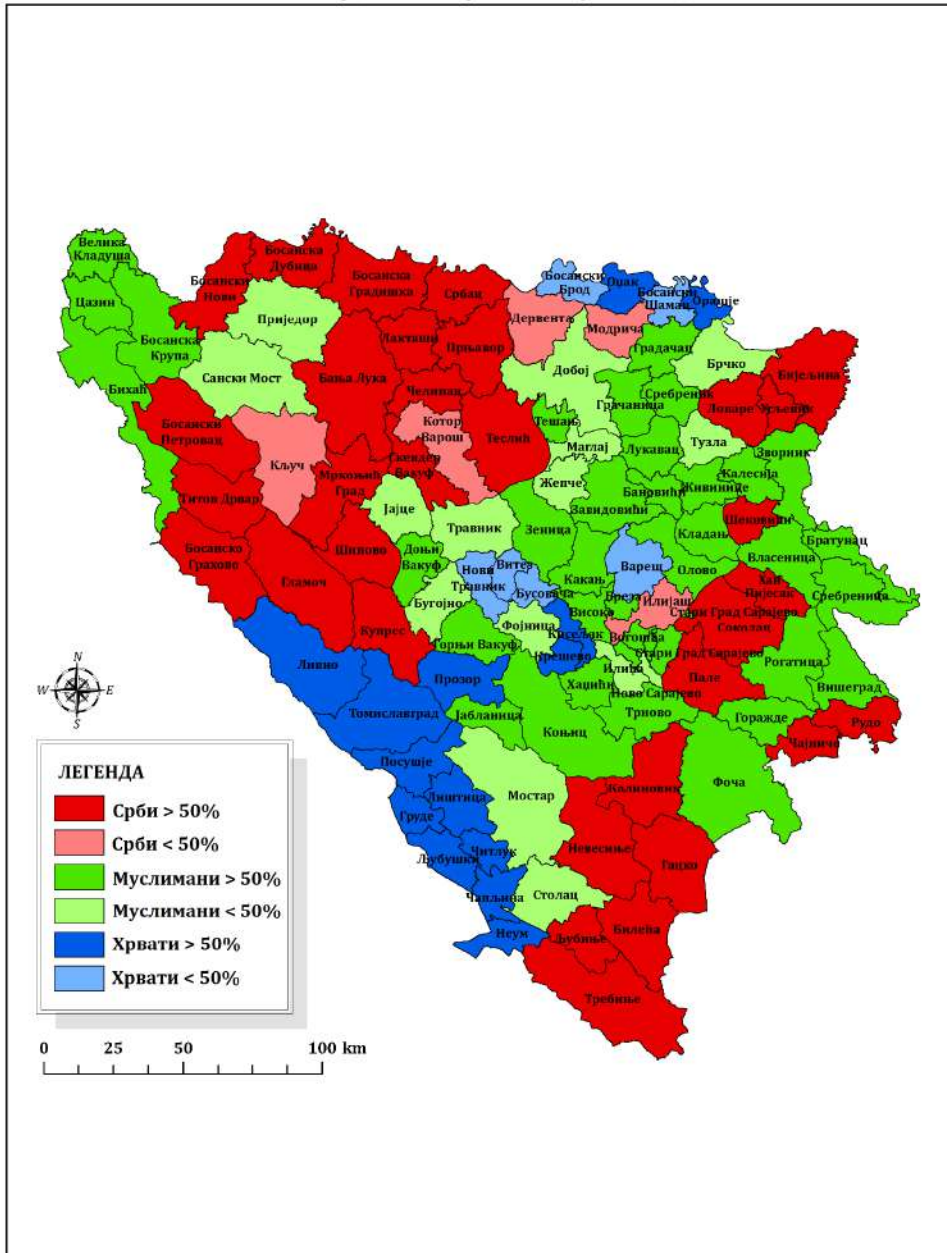 Велика
Кладуша
Цазин
Босанска
Крупа
Бихаћ
Босански
Нови
Босанска
Дубица
Босанска
Градишка
Србац
Приједор
Сански Мост
Лакташи
Прњавор
Бања Лука
Челинац
Котор
Варош
Скендер
Вакуф
Теслић
Босански
Петровац
Кључ
Мркоњић
Град
Титов Дрвар
Босанско
Грахово
Гламоч
Шипово
Купрес
Јајце
Доњи
Вакуф
Травник
Бугојно
Горњи Вакуф
Босански
Брод
Оџак
Босански
Шамац
Орашје
Дервента
Модрича
Градачац
Брчко
Бијељина
Добој
Грачаница
Сребреник
Лопаре
Угљевик
Тешањ
Маглај
Лукавац
Тузла
Зворник
Жепче
Бановићи
Живинице
Калесија
Завидовићи
Зеница
Кладањ
Шековићи
Братунац
Власеница
Сребреница
Нови
Травник
Витез
Бусовача
Какањ
Вареш
Олово
Хан
Пијесак
Фојница
Високо
Бреза
Илијаш
Стари Град Сарајево
Соколац
Кисељак
Крешево
Вогошћа
Стари Град Сарајево
Илиџа
Ново Сарајево
Хаџићи
Пале
Рогатица
Вишеград
Трново
Горажде
Рудо
Чајниче
Фоча
Ливно
Томиславград
Прозор
Јабланица
Коњиц
Посушје
Лиштица
Груде
Мостар
Читлук
Љубушки
Чапљина
Столац
Неум
Калиновик
Невесиње
Гацко
Билећа
Љубиње
Требиње
N
W
E
S
ЛЕГЕНДА
Срби > 50%
Срби < 50%
Муслимани > 50%
Муслимани < 50%
Хрвати > 50%
Хрвати < 50%
0 25 50 100 km